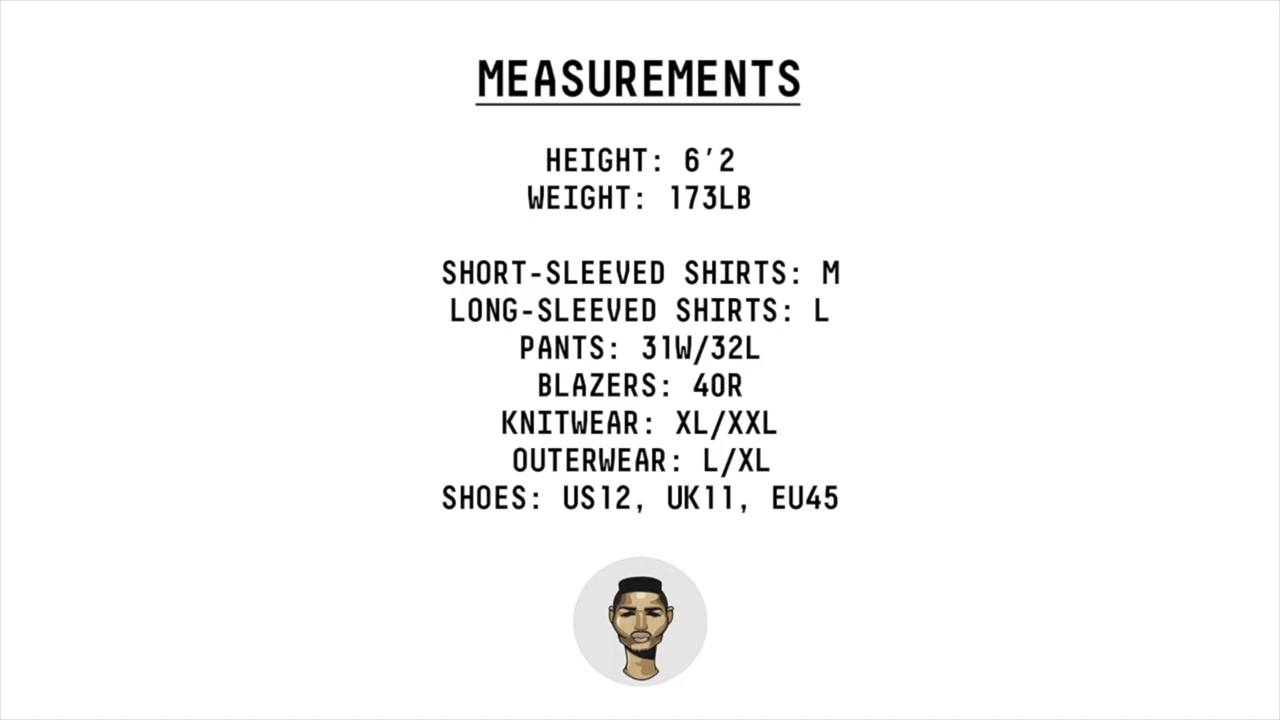 MEASUREMENTS
HEIGHT: 6'2
WEIGHT: 173LB
SHORT-SLEEVED SHIRTS: M
LONG-SLEEVED SHIRTS: L
PANTS: 31W/32L
BLAZERS: 40R
KNITWEAR: XL/XXL
OUTERWEAR: L/XL
SHOES: US12, UK11, EU45